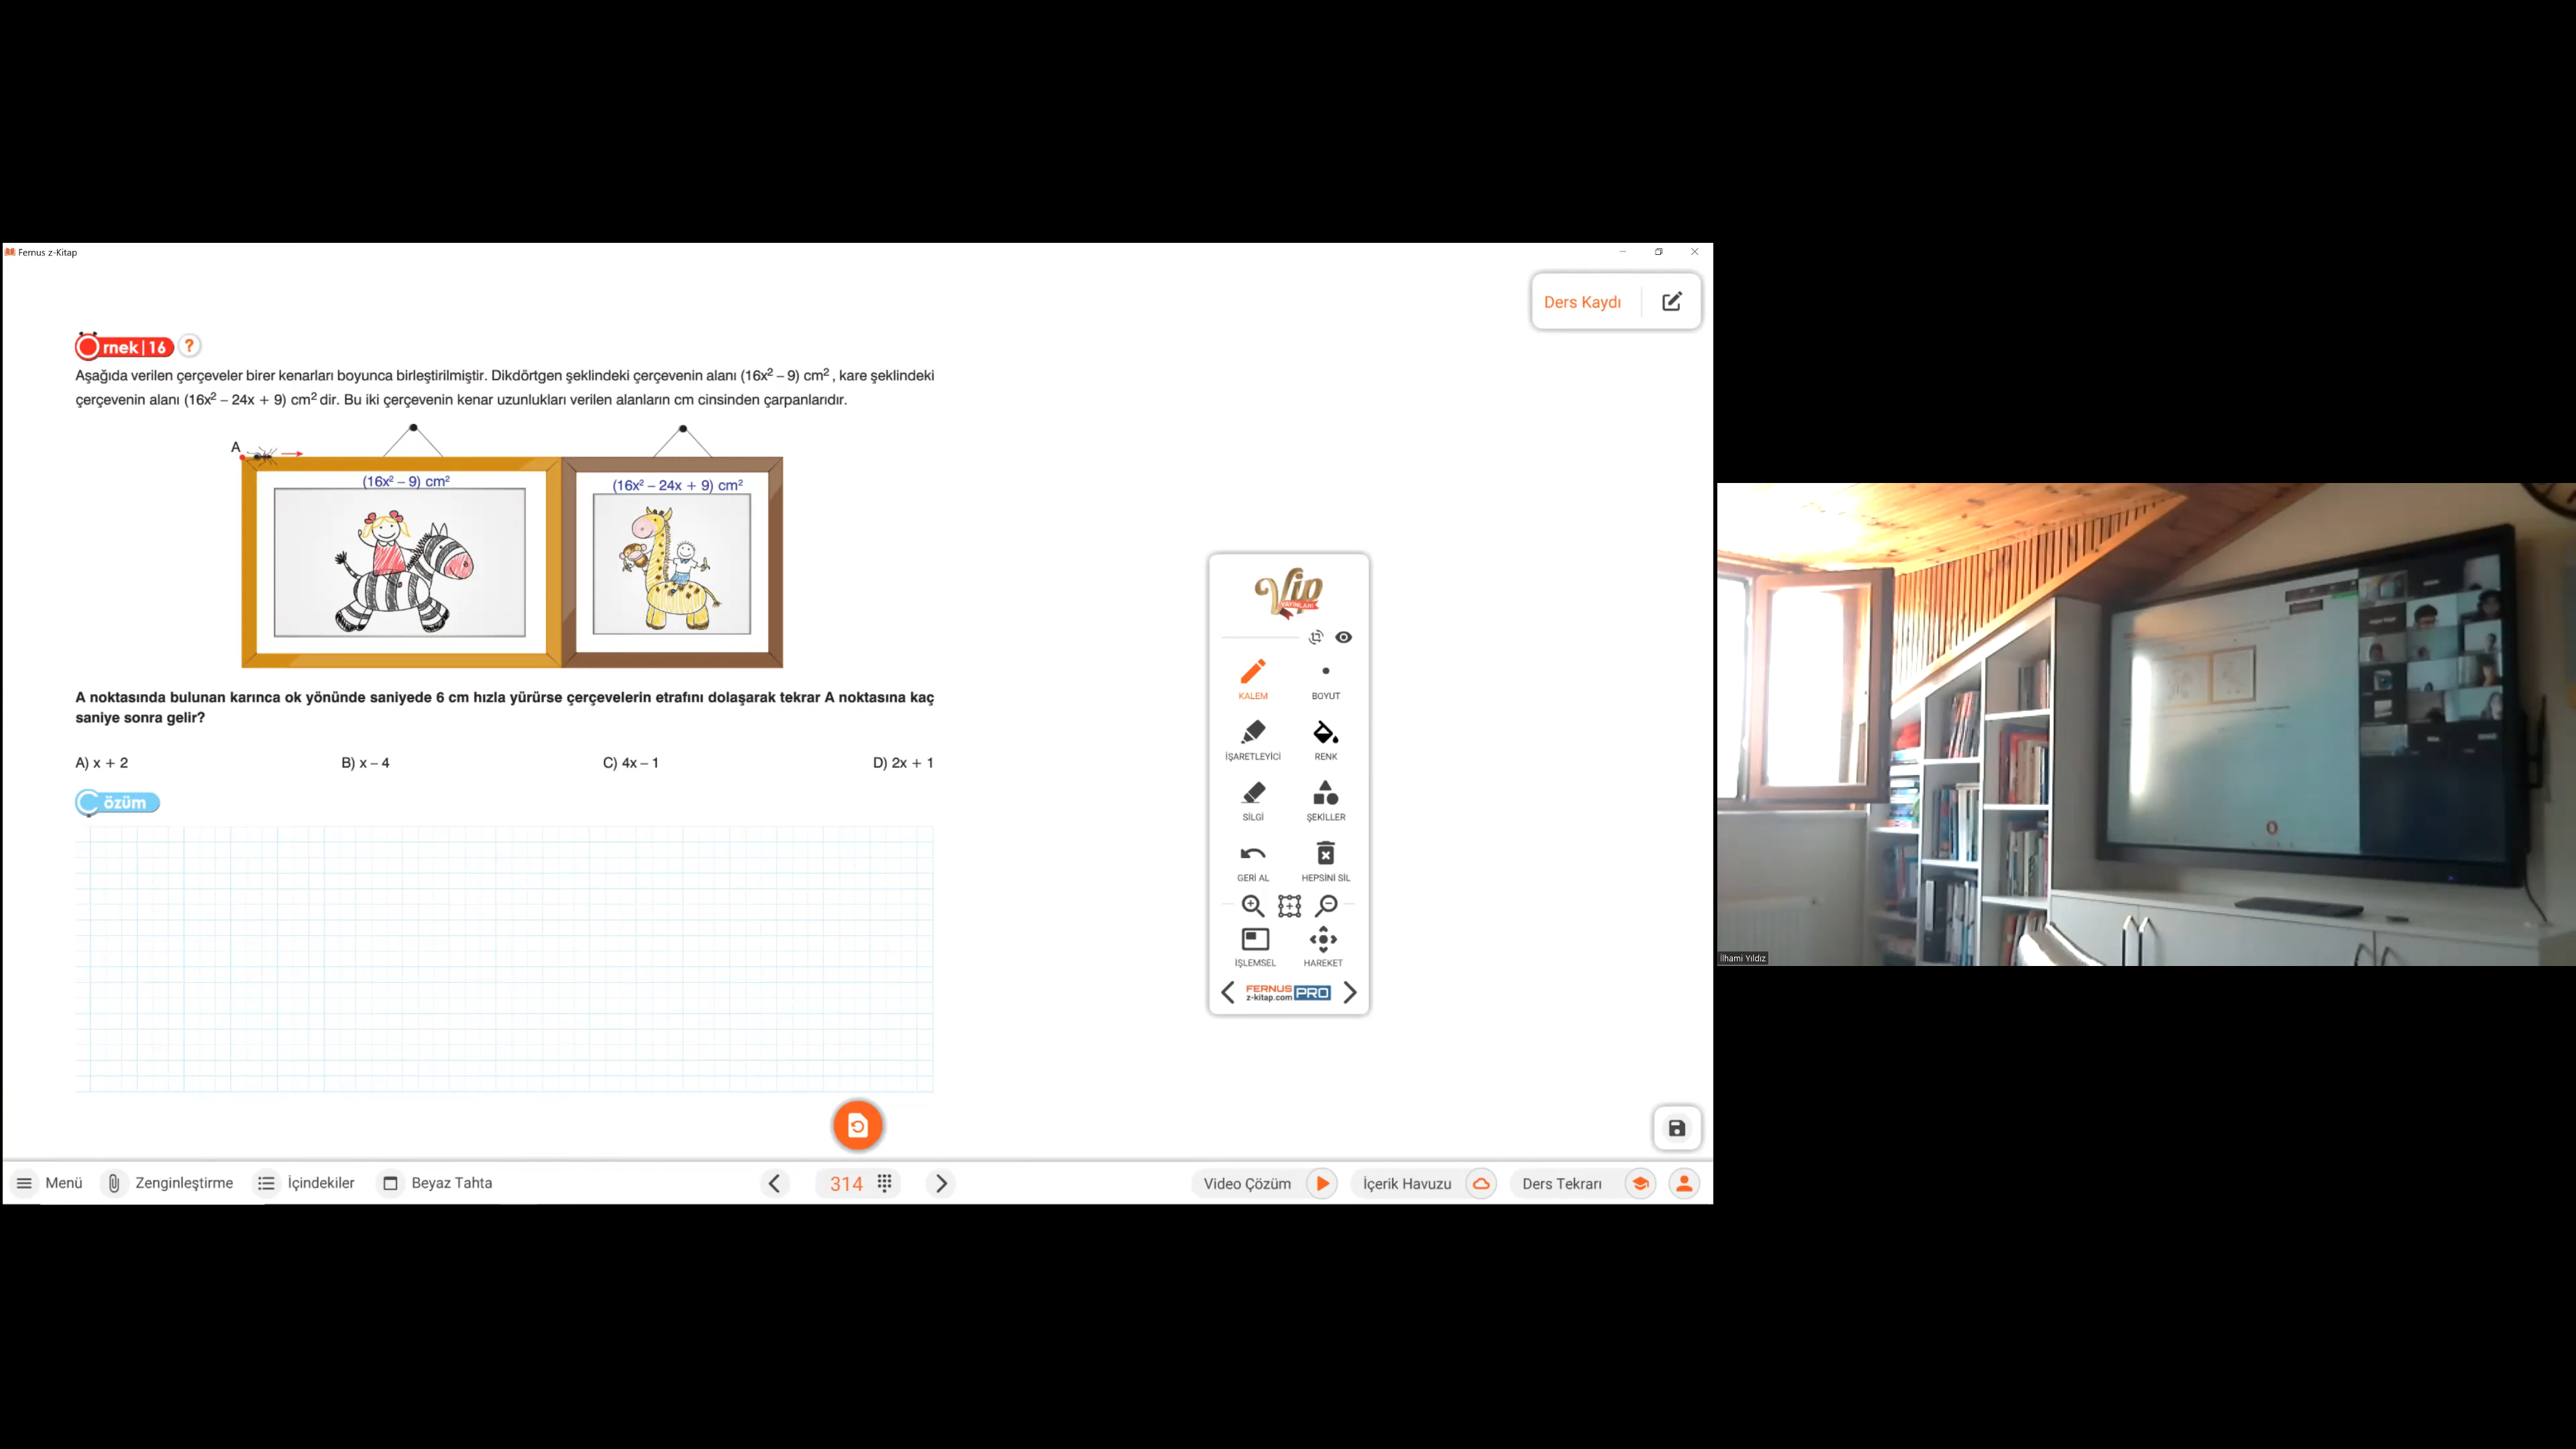 Fernus z-Kitap
Ders Kaydı
Örnek|16 ?
Aşağıda verilen çerçeveler birer kenarları boyunca birleştirilmiştir. Dikdörtgen şeklindeki çerçevenin alanı (16x² – 9) cm², kare şeklindeki
çerçevenin alanı (16x² – 24x + 9) cm² dir. Bu iki çerçevenin kenar uzunlukları verilen alanların cm cinsinden çarpanlarıdır.
A
(16x² – 9) cm²
(16x² – 24x + 9) cm²
A noktasında bulunan karınca ok yönünde saniyede 6 cm hızla yürürse çerçevelerin etrafını dolaşarak tekrar A noktasına kaç
saniye sonra gelir?
A) x + 2 B) x – 4 C) 4x – 1 D) 2x + 1
Çözüm
Vip
YAYINLARI
KALEM BOYUT
İŞARETLEYİCİ RENK
SİLGİ ŞEKİLLER
GERİ AL HEPSİNİ SİL
İŞLEMSEL HAREKET
FERNUS
z-kitap.com PRO
İlhami Yıldız
Menü Zenginleştirme İçindekiler Beyaz Tahta 314 Video Çözüm İçerik Havuzu Ders Tekrarı